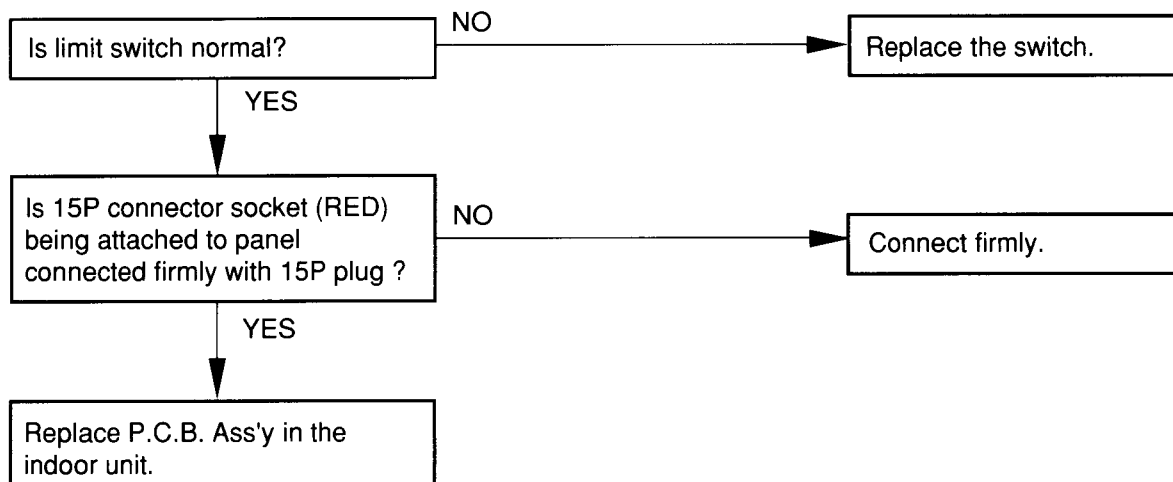 Is limit switch normal?
NO
Replace the switch.
YES
Is 15P connector socket (RED)
being attached to panel
connected firmly with 15P plug ?
NO
Connect firmly.
YES
Replace P.C.B. Ass'y in the
indoor unit.